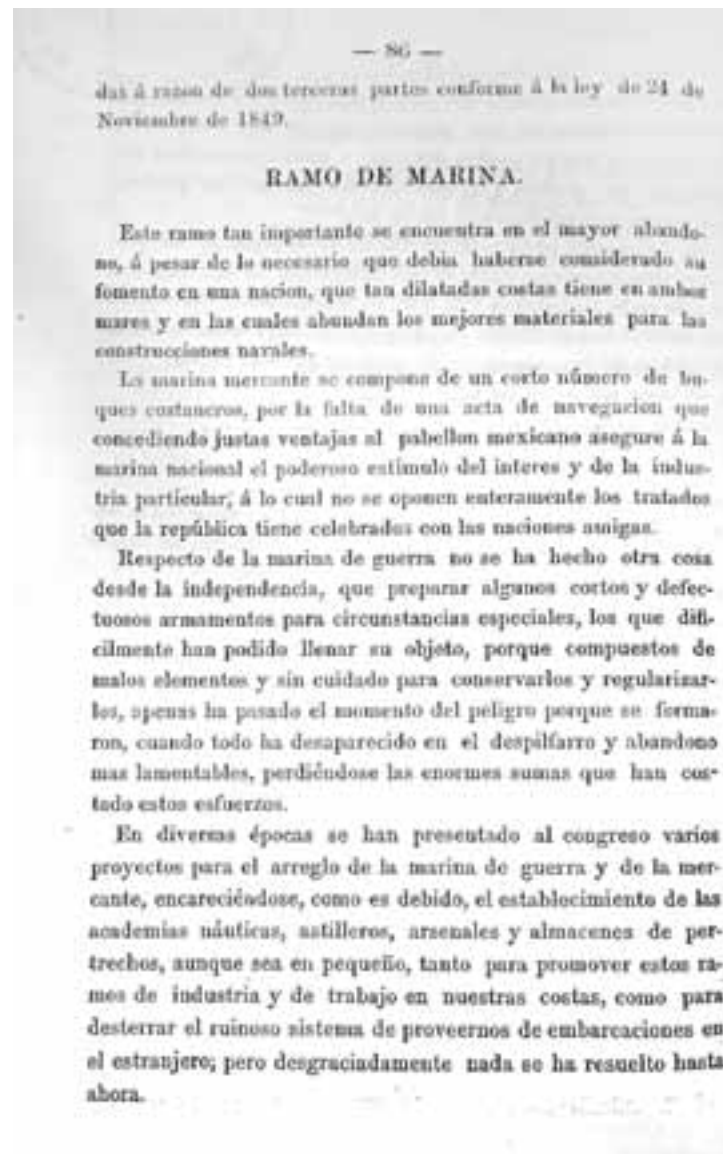 — 86 —
das á razon de dos terceras partes conforme á la ley de 24 de
Noviembre de 1849.
RAMO DE MARINA.
Este ramo tan importante se encuentra en el mayor abando-
no, á pesar de lo necesario que debia haberse considerado su
fomento en una nacion, que tan dilatadas costas tiene en ambos
mares y en las cuales abundan los mejores materiales para las
construcciones navales.
La marina mercante se compone de un corto número de bu-
ques costaneros, por la falta de una acta de navegacion que
concediendo justas ventajas al pabellon mexicano asegure á la
marina nacional el poderoso estímulo del interes y de la indus-
tria particular, á lo cual no se oponen enteramente los tratados
que la república tiene celebrados con las naciones amigas.
Respecto de la marina de guerra no se ha hecho otra cosa
desde la independencia, que preparar algunos cortos y defec-
tuosos armamentos para circunstancias especiales, los que difi-
cilmente han podido llenar su objeto, porque compuestos de
malos elementos y sin cuidado para conservarlos y regularizar-
los, apenas ha pasado el momento del peligro porque se forma-
ron, cuando todo ha desaparecido en el despilfarro y abandono
mas lamentables, perdiéndose las enormes sumas que han cos-
tado estos esfuerzos.
En diversas épocas se han presentado al congreso varios
proyectos para el arreglo de la marina de guerra y de la mer-
cante, encareciéndose, como es debido, el establecimiento de las
academias náuticas, astilleros, arsenales y almacenes de per-
trechos, aunque sea en pequeño, tanto para promover estos ra-
mos de industria y de trabajo en nuestras costas, como para
desterrar el ruinoso sistema de proveernos de embarcaciones en
el estranjero; pero desgraciadamente nada se ha resuelto hasta
ahora.